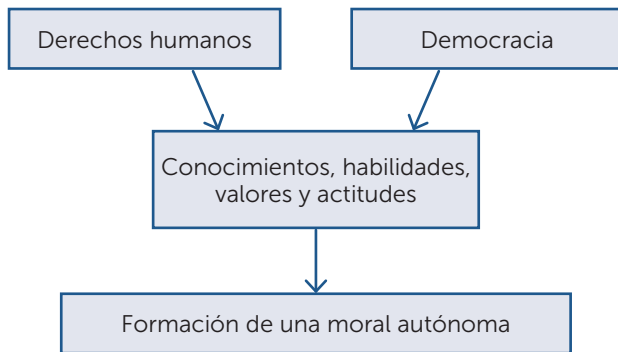 Derechos humanos
Democracia
Conocimientos, habilidades,
valores y actitudes
Formación de una moral autónoma